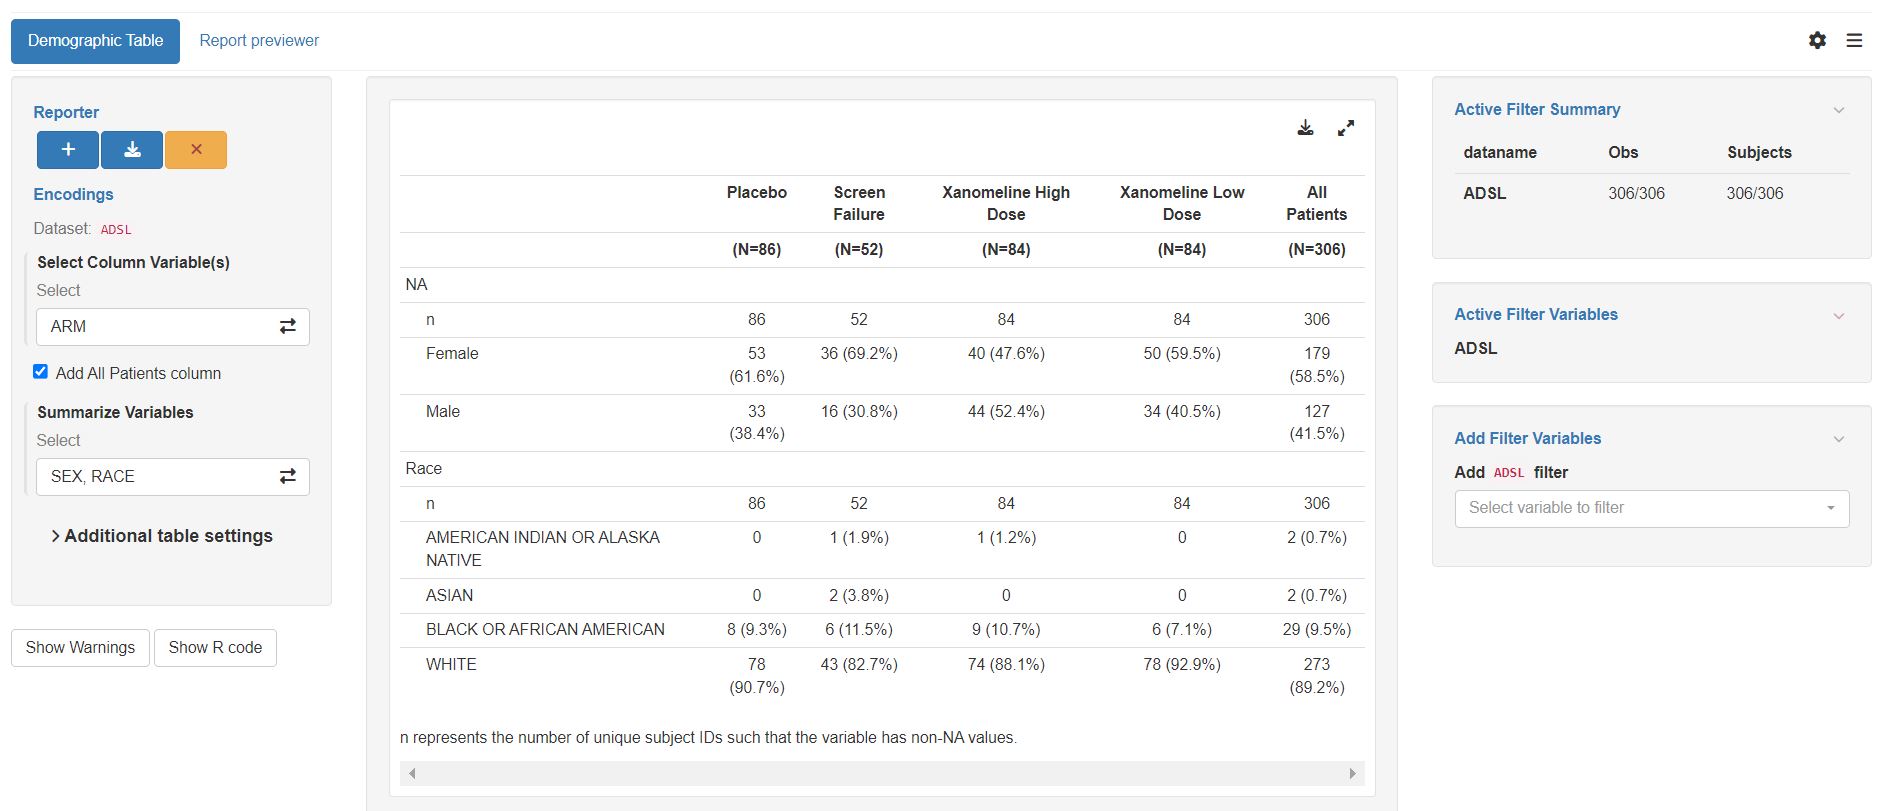 Demographic Table Report previewer
Reporter
Encodings
Dataset: ADSL
Select Column Variable(s)
Select
ARM
Add All Patients column
Summarize Variables
Select
SEX, RACE
Additional table settings
Show Warnings Show R code
Placebo Screen Failure Xanomeline High Dose Xanomeline Low Dose All Patients
(N=86) (N=52) (N=84) (N=84) (N=306)
NA
n 86 52 84 84 306
Female 53 (61.6%) 36 (69.2%) 40 (47.6%) 50 (59.5%) 179 (58.5%)
Male 33 (38.4%) 16 (30.8%) 44 (52.4%) 34 (40.5%) 127 (41.5%)
Race
n 86 52 84 84 306
AMERICAN INDIAN OR ALASKA NATIVE 0 1 (1.9%) 1 (1.2%) 0 2 (0.7%)
ASIAN 0 2 (3.8%) 0 0 2 (0.7%)
BLACK OR AFRICAN AMERICAN 8 (9.3%) 6 (11.5%) 9 (10.7%) 6 (7.1%) 29 (9.5%)
WHITE 78 (90.7%) 43 (82.7%) 74 (88.1%) 78 (92.9%) 273 (89.2%)
n represents the number of unique subject IDs such that the variable has non-NA values.
Active Filter Summary
dataname Obs Subjects
ADSL 306/306 306/306
Active Filter Variables
ADSL
Add Filter Variables
Add ADSL filter
Select variable to filter